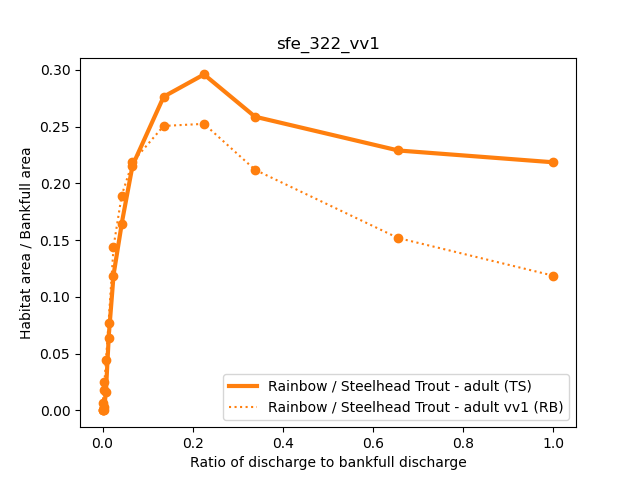 sfe_322_vv1
Habitat area / Bankfull area
0.30
0.25
0.20
0.15
0.10
0.05
0.00
Rainbow / Steelhead Trout - adult (TS)
Rainbow / Steelhead Trout - adult vv1 (RB)
0.0 0.2 0.4 0.6 0.8 1.0
Ratio of discharge to bankfull discharge